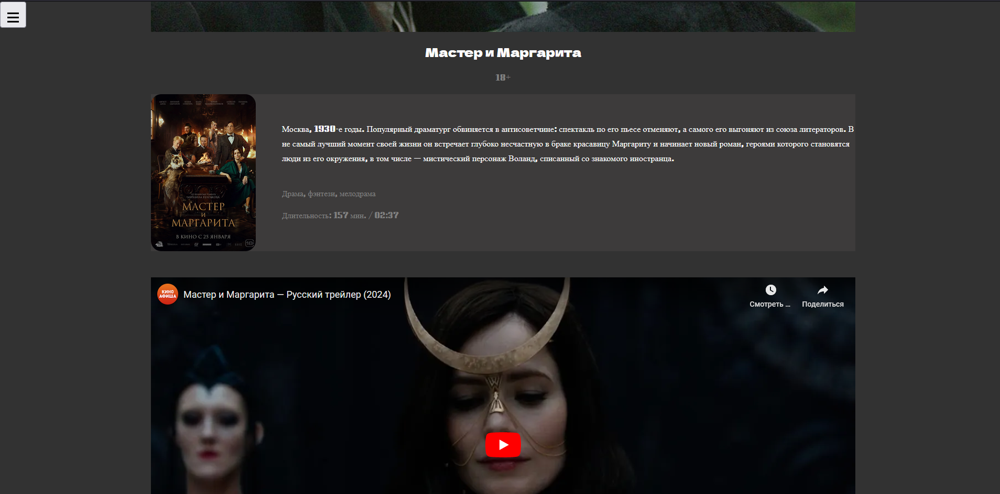 Мастер и Маргарита
18+
Москва, 1930-е годы. Популярный драматург обвиняется в антисоветчине: спектакль по его пьесе отменяют, а самого его выгоняют из союза литераторов. В
не самый лучший момент своей жизни он встречает глубоко несчастную в браке красавицу Маргариту и начинает новый роман, героями которого становятся
люди из его окружения, в том числе — мистический персонаж Воланд, списанный со знакомого иностранца.
Драма, фэнтези, мелодрама
Длительность: 157 мин. / 02:37
МИХАИЛА БУЛГАКОВА
МАСТЕР
И
МАРГАРИТА
В КИНО С 25 ЯНВАРЯ
18+
КИНО
АФИША
Мастер и Маргарита — Русский трейлер (2024)
Смотреть ...
Поделиться